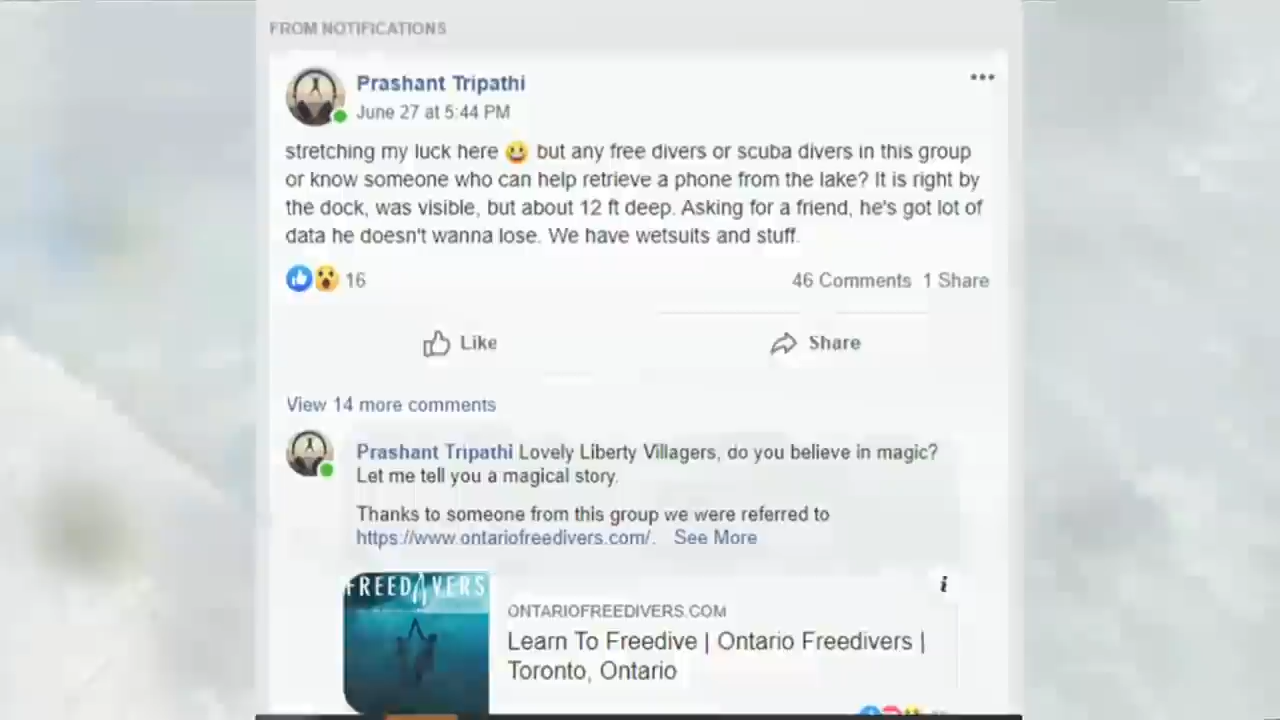 FROM NOTIFICATIONS
Prashant Tripathi
June 27 at 5:44 PM
stretching my luck here 😀 but any free divers or scuba divers in this group
or know someone who can help retrieve a phone from the lake? It is right by
the dock, was visible, but about 12 ft deep. Asking for a friend, he's got lot of
data he doesn't wanna lose. We have wetsuits and stuff.
16
46 Comments 1 Share
Like
Share
View 14 more comments
Prashant Tripathi Lovely Liberty Villagers, do you believe in magic?
Let me tell you a magical story.
Thanks to someone from this group we were referred to
https://www.ontariofreedivers.com/. See More
FREEDIVERS
ONTARIOFREEDIVERS.COM
Learn To Freedive | Ontario Freedivers |
Toronto, Ontario